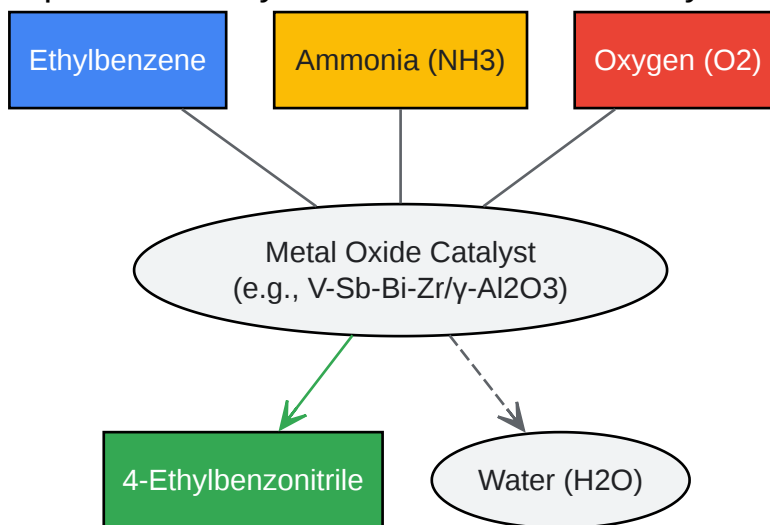 Ethylbenzene
Ammonia (NH3)
Oxygen (O2)
Metal Oxide Catalyst
(e.g., V-Sb-Bi-Zr/γ-Al2O3)
4-Ethylbenzonitrile
Water (H2O)